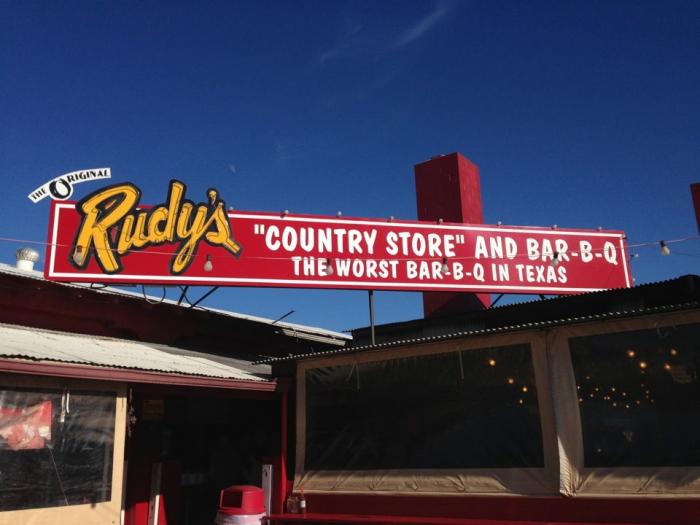 THE ORIGINAL
Rudy's
"COUNTRY STORE" AND BAR-B-Q
THE WORST BAR-B-Q IN TEXAS